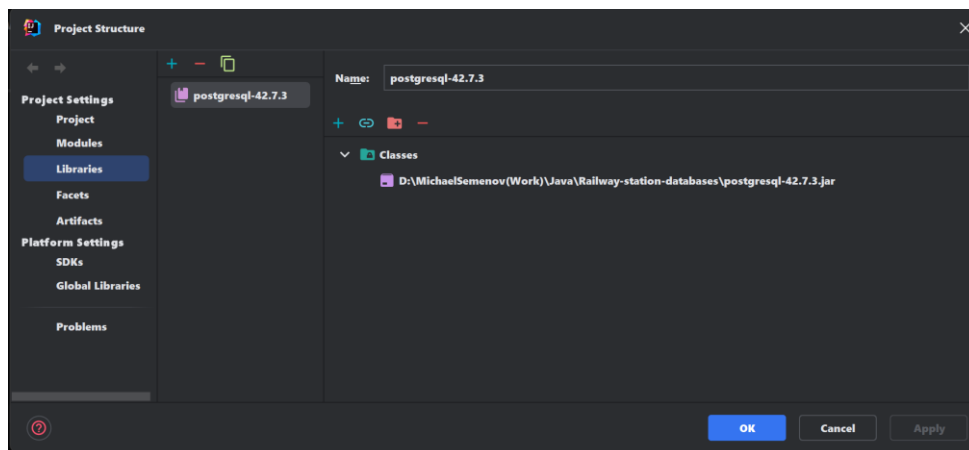 Project Structure
Project Settings
Project
Modules
Libraries
Facets
Artifacts
Platform Settings
SDKs
Global Libraries
Problems
postgresql-42.7.3
Name: postgresql-42.7.3
Classes
D:\MichaelSemenov(Work)\Java\Railway-station-databases\postgresql-42.7.3.jar
? OK Cancel Apply